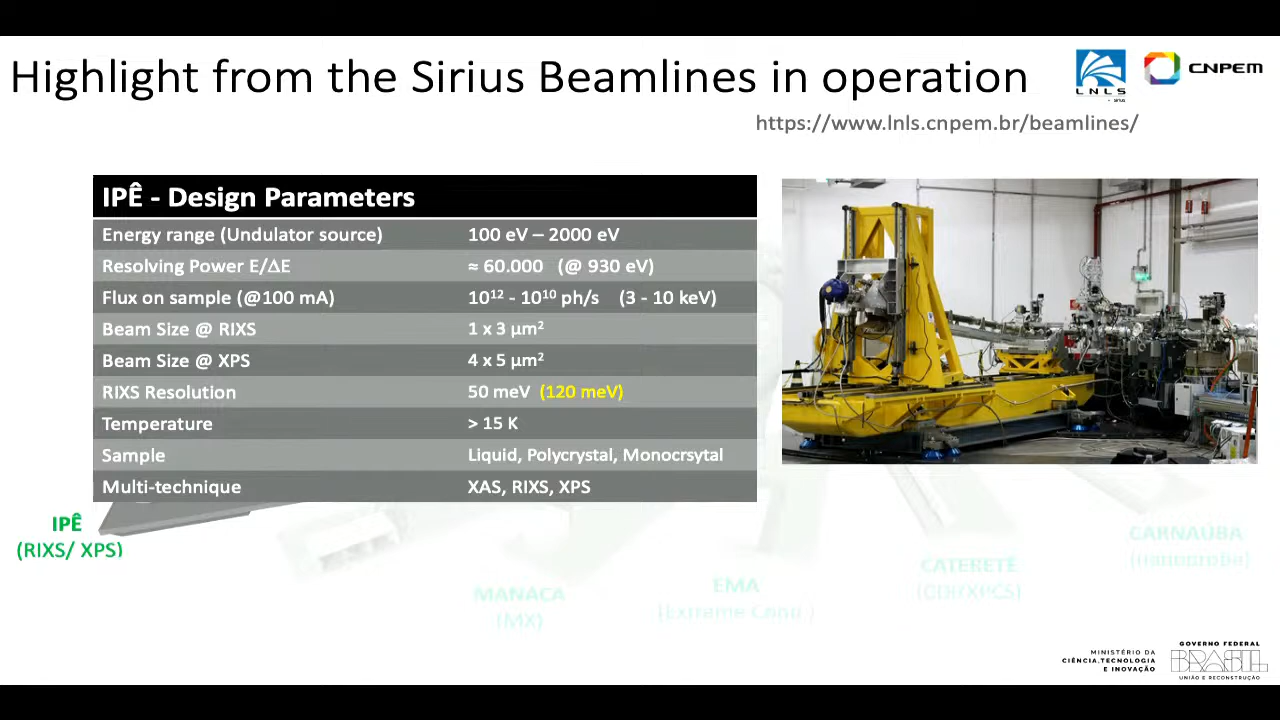 Highlight from the Sirius Beamlines in operation
LNLS
CNPEM
https://www.lnls.cnpem.br/beamlines/
IPÊ - Design Parameters
Energy range (Undulator source) 100 eV – 2000 eV
Resolving Power E/ΔE ≈ 60.000 (@ 930 eV)
Flux on sample (@100 mA) 10¹² - 10¹⁰ ph/s (3 - 10 keV)
Beam Size @ RIXS 1 x 3 µm²
Beam Size @ XPS 4 x 5 µm²
RIXS Resolution 50 meV (120 meV)
Temperature > 15 K
Sample Liquid, Polycrystal, Monocrsytal
Multi-technique XAS, RIXS, XPS
IPÊ
(RIXS/ XPS)
MANACÁ
(MX)
EMA
(Extreme Cond.)
CATERETÊ
(CDI/XPCS)
CARNAÚBA
(nanoprobe)
MINISTÉRIO DA
CIÊNCIA, TECNOLOGIA
E INOVAÇÃO
GOVERNO FEDERAL
BRASIL
UNIÃO E RECONSTRUÇÃO